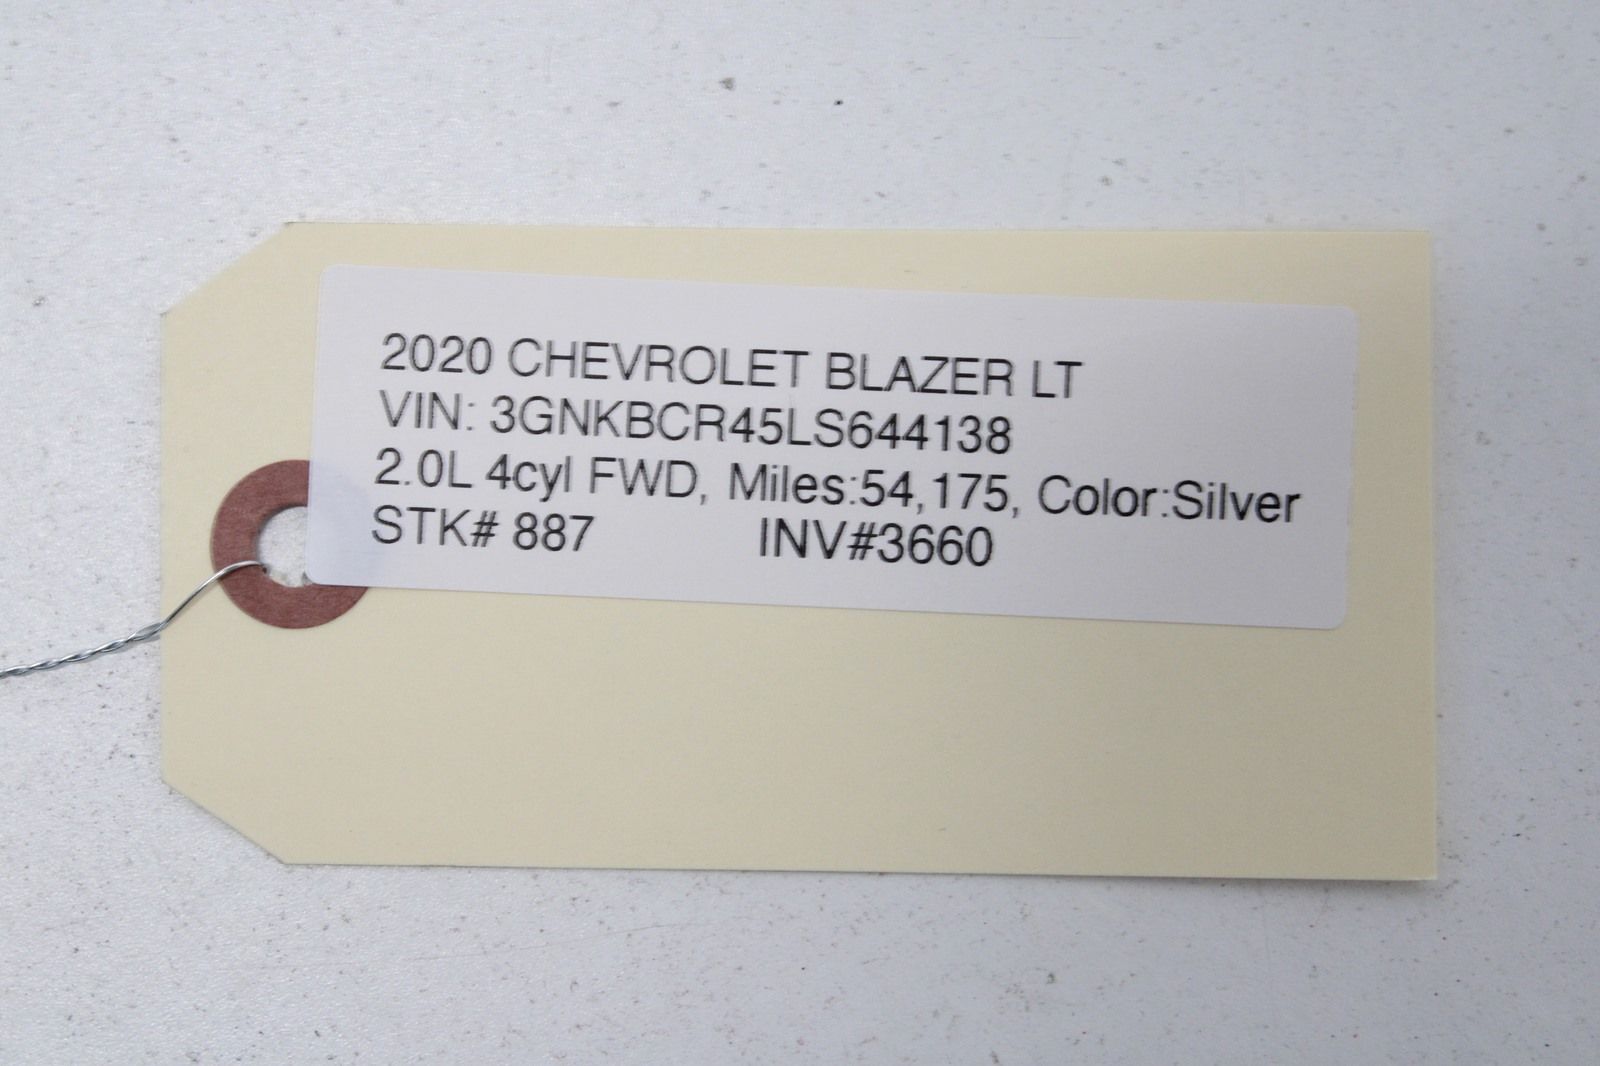 2020 CHEVROLET BLAZER LT
VIN: 3GNKBCR45LS644138
2.0L 4cyl FWD, Miles:54,175, Color:Silver
STK# 887 INV#3660